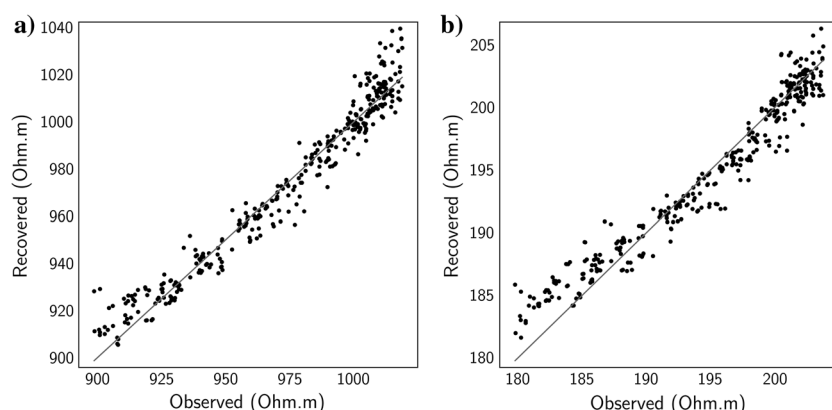 a)
1040
1020
1000
980
960
940
920
900
Recovered (Ohm.m)
900 925 950 975 1000
Observed (Ohm.m)
b)
205
200
195
190
185
180
Recovered (Ohm.m)
180 185 190 195 200
Observed (Ohm.m)